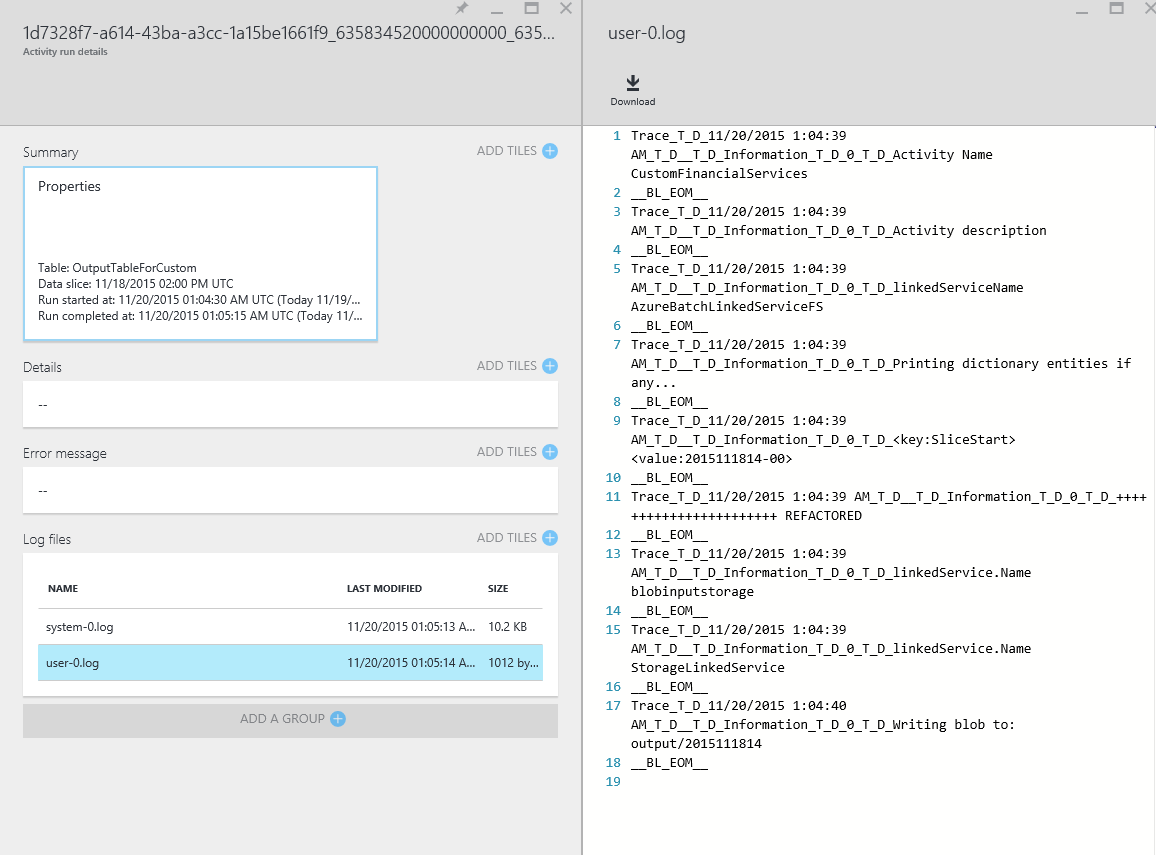 1d7328f7-a614-43ba-a3cc-1a15be1661f9_635834520000000000_635...
Activity run details
Summary
ADD TILES
Properties
Table: OutputTableForCustom
Data slice: 11/18/2015 02:00 PM UTC
Run started at: 11/20/2015 01:04:30 AM UTC (Today 11/19/...
Run completed at: 11/20/2015 01:05:15 AM UTC (Today 11/...
Details
ADD TILES
--
Error message
ADD TILES
--
Log files
ADD TILES
NAME LAST MODIFIED SIZE
system-0.log 11/20/2015 01:05:13 A... 10.2 KB
user-0.log 11/20/2015 01:05:14 A... 1012 by...
ADD A GROUP
user-0.log
Download
1 Trace_T_D_11/20/2015 1:04:39
AM_T_D__T_D_Information_T_D_0_T_D_Activity Name
CustomFinancialServices
2 __BL_EOM__
3 Trace_T_D_11/20/2015 1:04:39
AM_T_D__T_D_Information_T_D_0_T_D_Activity description
4 __BL_EOM__
5 Trace_T_D_11/20/2015 1:04:39
AM_T_D__T_D_Information_T_D_0_T_D_linkedServiceName
AzureBatchLinkedServiceFS
6 __BL_EOM__
7 Trace_T_D_11/20/2015 1:04:39
AM_T_D__T_D_Information_T_D_0_T_D_Printing dictionary entities if
any...
8 __BL_EOM__
9 Trace_T_D_11/20/2015 1:04:39
AM_T_D__T_D_Information_T_D_0_T_D_<key:SliceStart>
<value:2015111814-00>
10 __BL_EOM__
11 Trace_T_D_11/20/2015 1:04:39 AM_T_D__T_D_Information_T_D_0_T_D_++++
+++++++++++++++++++ REFACTORED
12 __BL_EOM__
13 Trace_T_D_11/20/2015 1:04:39
AM_T_D__T_D_Information_T_D_0_T_D_linkedService.Name
blobinputstorage
14 __BL_EOM__
15 Trace_T_D_11/20/2015 1:04:39
AM_T_D__T_D_Information_T_D_0_T_D_linkedService.Name
StorageLinkedService
16 __BL_EOM__
17 Trace_T_D_11/20/2015 1:04:40
AM_T_D__T_D_Information_T_D_0_T_D_Writing blob to:
output/2015111814
18 __BL_EOM__
19